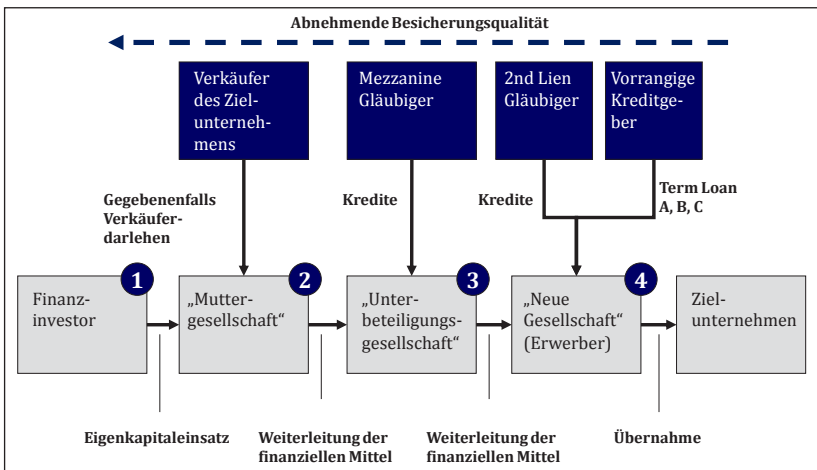 Abnehmende Besicherungsqualität
Verkäufer
des Ziel-
unterneh-
mens
Mezzanine
Gläubiger
2nd Lien
Gläubiger
Vorrangige
Kreditge-
ber
Gegebenenfalls
Verkäufer-
darlehen
Kredite
Kredite
Term Loan
A, B, C
1
2
3
4
Finanz-
investor
„Mutter-
gesellschaft“
„Unter-
beteiligungs-
gesellschaft“
„Neue
Gesellschaft“
(Erwerber)
Ziel-
unternehmen
Eigenkapitaleinsatz
Weiterleitung der
finanziellen Mittel
Weiterleitung der
finanziellen Mittel
Übernahme